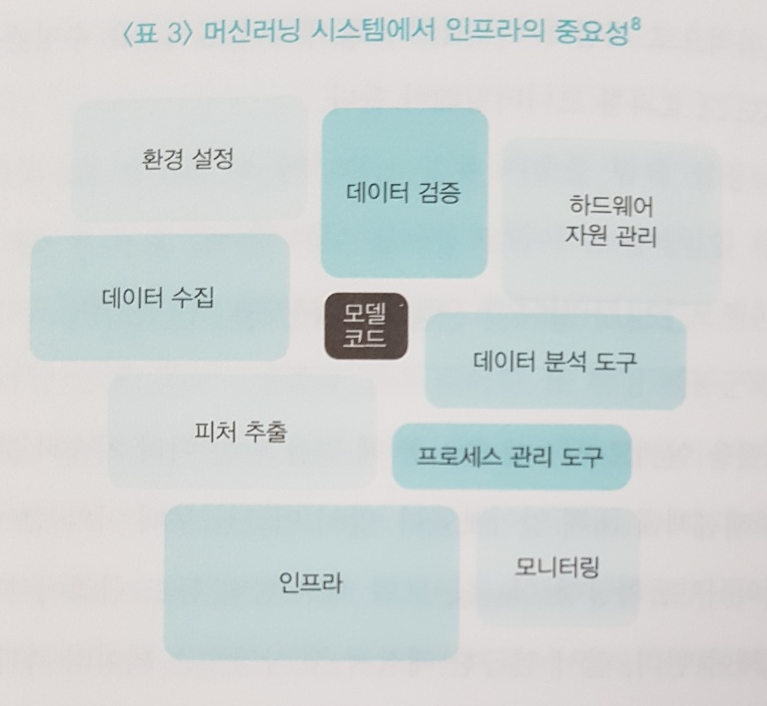 〈표 3〉 머신러닝 시스템에서 인프라의 중요성8
환경 설정
데이터 검증
하드웨어
자원 관리
데이터 수집
모델
코드
데이터 분석 도구
피처 추출
프로세스 관리 도구
인프라
모니터링